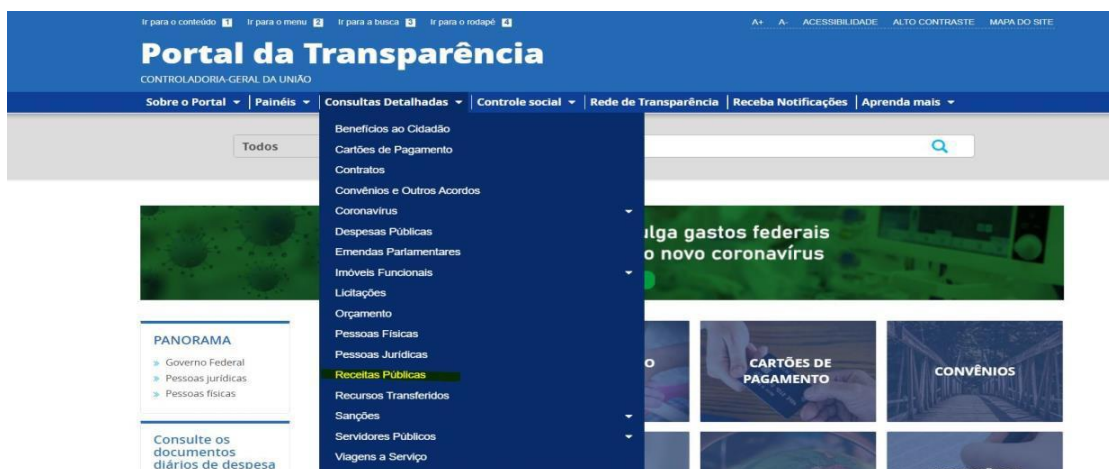 Ir para o conteúdo 1 Ir para o menu 2 Ir para a busca 3 Ir para o rodapé 4 A+ A- ACESSIBILIDADE ALTO CONTRASTE MAPA DO SITE
Portal da Transparência
CONTROLADORIA-GERAL DA UNIÃO
Sobre o Portal Painéis Consultas Detalhadas Controle social Rede de Transparência Receba Notificações Aprenda mais
Todos
Benefícios ao Cidadão
Cartões de Pagamento
Contratos
Convênios e Outros Acordos
Coronavírus
Despesas Públicas
Emendas Parlamentares
Imóveis Funcionais
Licitações
Orçamento
Pessoas Físicas
Pessoas Jurídicas
Receitas Públicas
Recursos Transferidos
Sanções
Servidores Públicos
Viagens a Serviço
gastos federais
novo coronavírus
PANORAMA
Governo Federal
Pessoas jurídicas
Pessoas físicas
Consulte os
documentos
diários de despesa
CARTÕES DE
PAGAMENTO
CONVÊNIOS